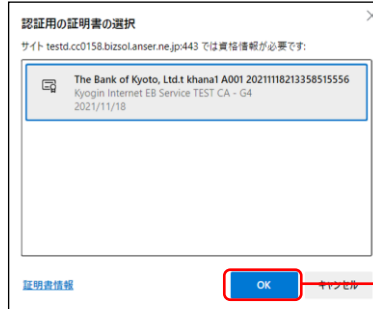 認証用の証明書の選択
サイト testd.cc0158.bizsol.anser.ne.jp:443 では資格情報が必要です:
The Bank of Kyoto, Ltd.t khana1 A001 20211118213358515556
Kyogin Internet EB Service TEST CA - G4
2021/11/18
証明書情報
OK
キャンセル